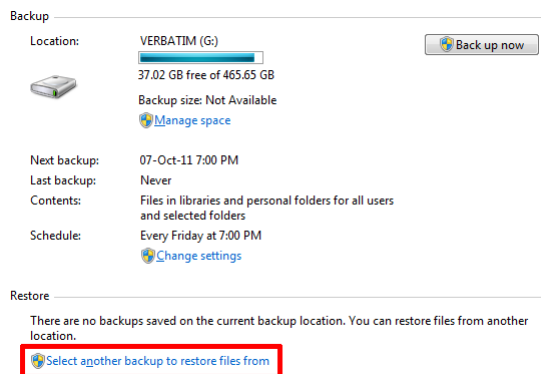 Backup
Location: VERBATIM (G:) Back up now
37.02 GB free of 465.65 GB
Backup size: Not Available
Manage space
Next backup: 07-Oct-11 7:00 PM
Last backup: Never
Contents: Files in libraries and personal folders for all users
and selected folders
Schedule: Every Friday at 7:00 PM
Change settings
Restore
There are no backups saved on the current backup location. You can restore files from another
location.
Select another backup to restore files from